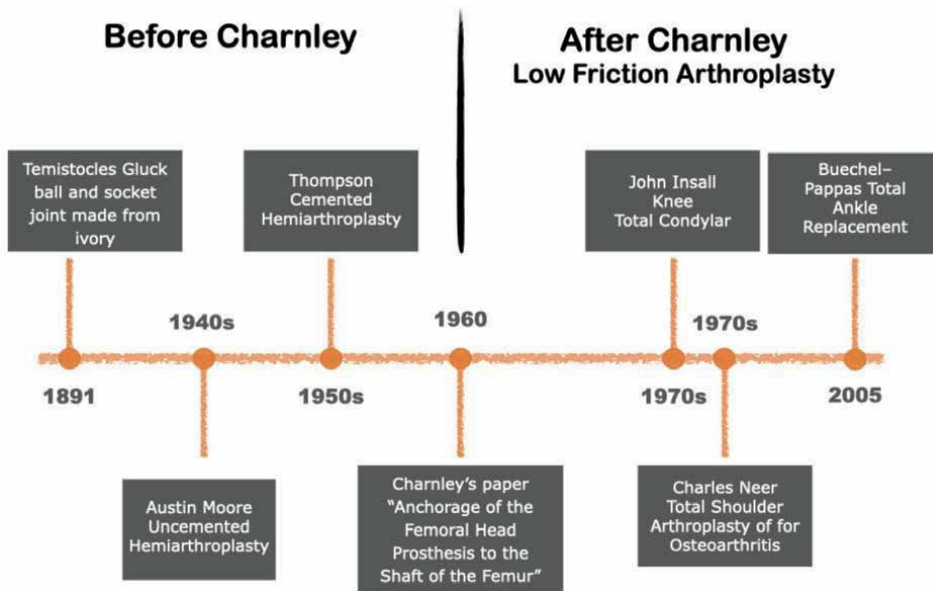 Before Charnley
After Charnley
Low Friction Arthroplasty
Temistocles Gluck
ball and socket
joint made from
ivory
Thompson
Cemented
Hemiarthroplasty
John Insall
Knee
Total Condylar
Buechel–
Pappas Total
Ankle
Replacement
1940s
1960
1970s
1891
1950s
1970s
2005
Austin Moore
Uncemented
Hemiarthroplasty
Charnley’s paper
“Anchorage of the
Femoral Head
Prosthesis to the
Shaft of the Femur”
Charles Neer
Total Shoulder
Arthroplasty of for
Osteoarthritis